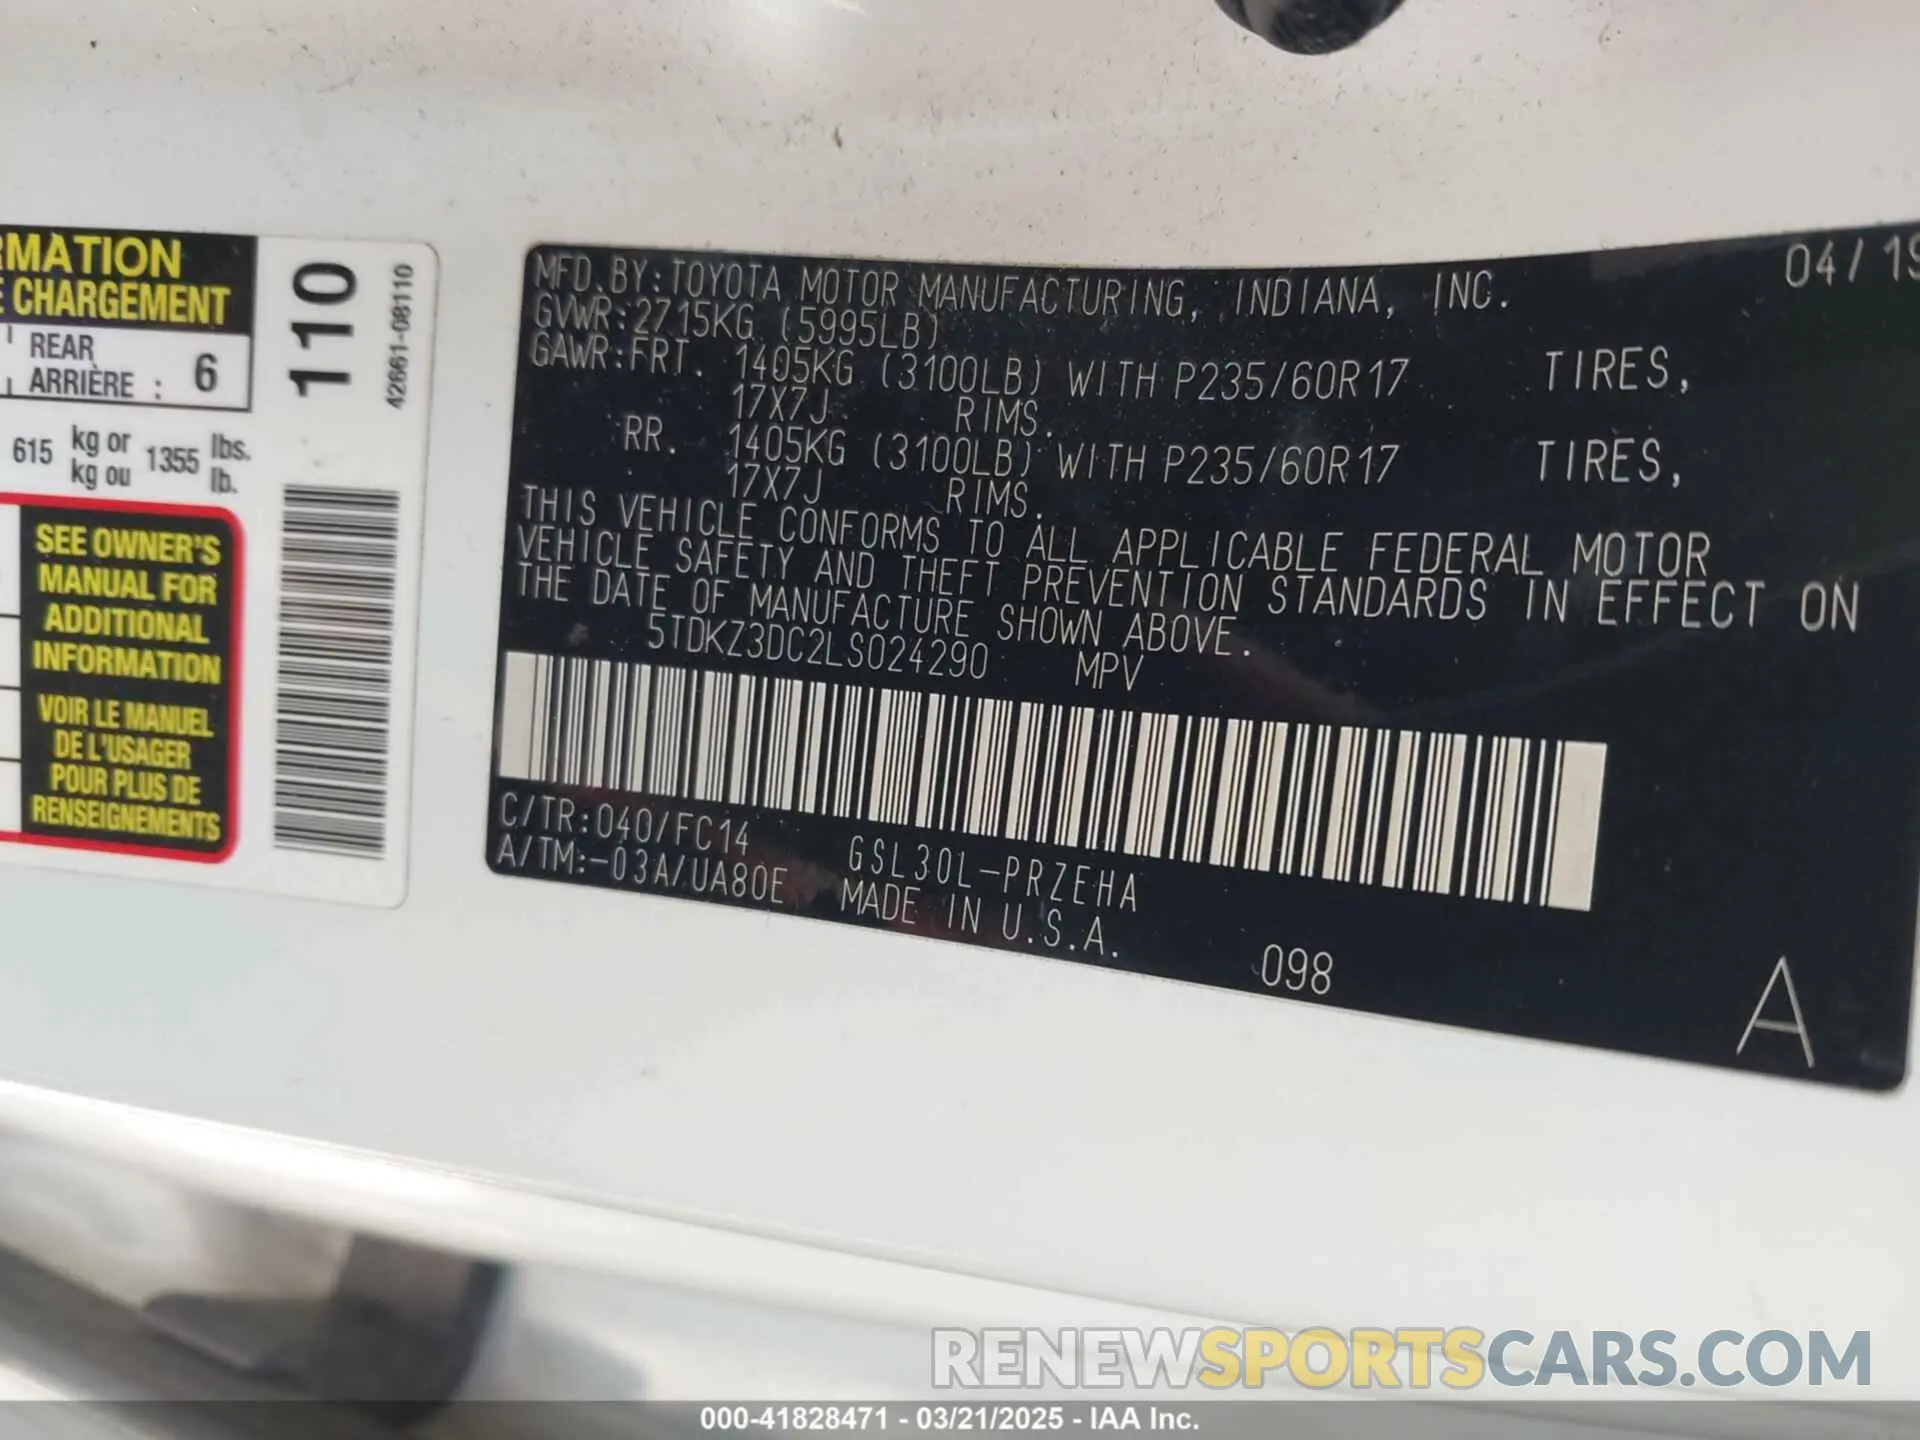 RMATION
E CHARGEMENT
REAR
ARRIÈRE : 6
615 kg or 1355 lbs.
kg ou lb.
SEE OWNER'S
MANUAL FOR
ADDITIONAL
INFORMATION
VOIR LE MANUEL
DE L'USAGER
POUR PLUS DE
RENSEIGNEMENTS
110
42661-08110
04/19
MFD.BY:TOYOTA MOTOR MANUFACTURING, INDIANA, INC.
GVWR:2715KG (5995LB)
GAWR:FRT. 1405KG (3100LB) WITH P235/60R17 TIRES,
17X7J RIMS.
RR. 1405KG (3100LB) WITH P235/60R17 TIRES,
17X7J RIMS.
THIS VEHICLE CONFORMS TO ALL APPLICABLE FEDERAL MOTOR
VEHICLE SAFETY AND THEFT PREVENTION STANDARDS IN EFFECT ON
THE DATE OF MANUFACTURE SHOWN ABOVE.
5TDKZ3DC2LS024290 MPV
C/TR:040/FC14 GSL30L-PRZEHA
A/TM:-03A/UA80E MADE IN U.S.A.
098
A
RENEWSPORTSCARS.COM
000-41828471 - 03/21/2025 - IAA Inc.